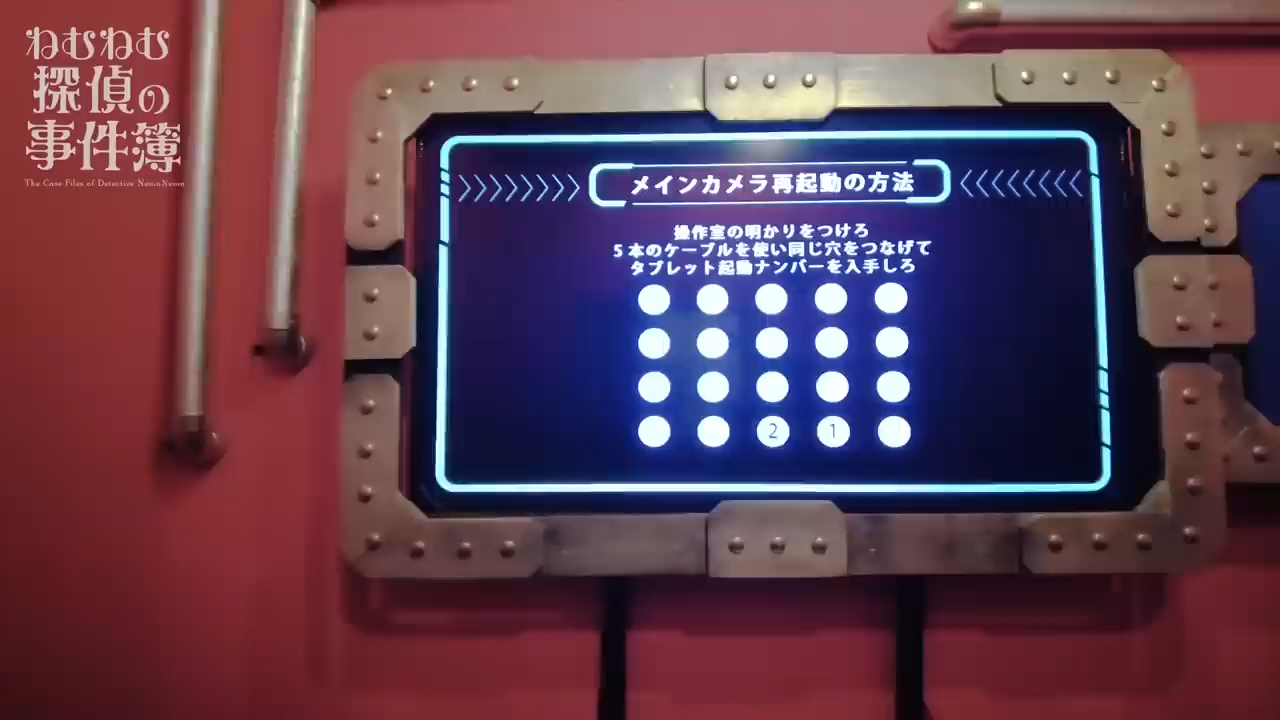 ねむねむ
探偵の
事件簿
The Case Files of Detective NemuNemu
メインカメラ再起動の方法
操作室の明かりをつけろ
5本のケーブルを使い同じ穴をつなげて
タブレット起動ナンバーを入手しろ
2 1